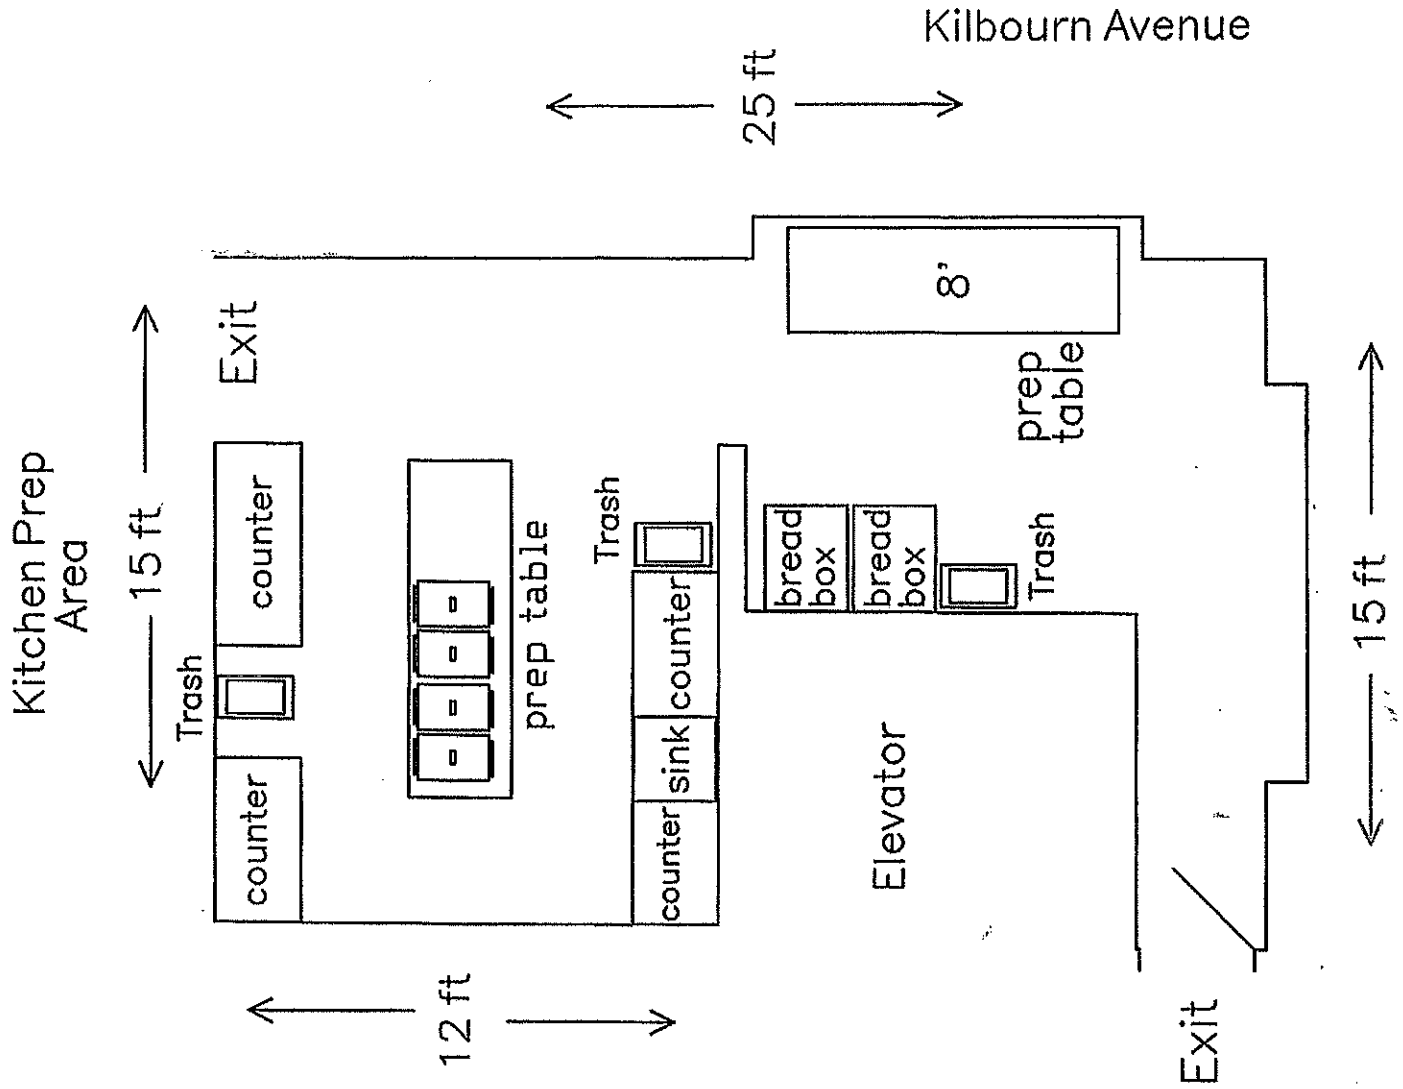 Kilbourn Avenue
25 ft
Kitchen Prep
Area
15 ft
Exit
counter
Trash
counter
prep table
Trash
counter
sink
counter
8'
prep
table
bread
box
bread
box
Trash
Elevator
12 ft
15 ft
Exit